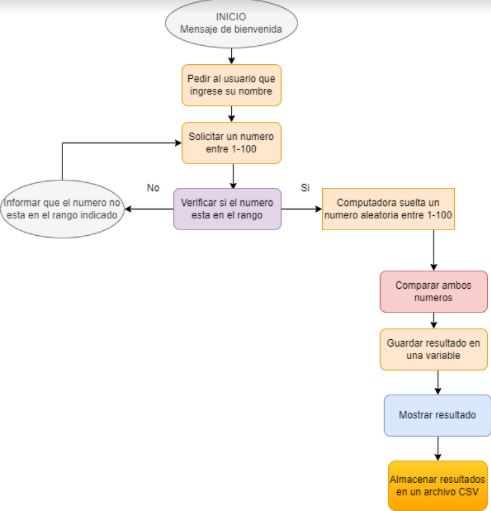 INICIO
Mensaje de bienvenida
Pedir al usuario que
ingrese su nombre
Solicitar un numero
entre 1-100
No
Si
Informar que el numero no
esta en el rango indicado
Verificar si el numero
esta en el rango
Computadora suelta un
numero aleatoria entre 1-100
Comparar ambos
numeros
Guardar resultado en
una variable
Mostrar resultado
Almacenar resultados
en un archivo CSV